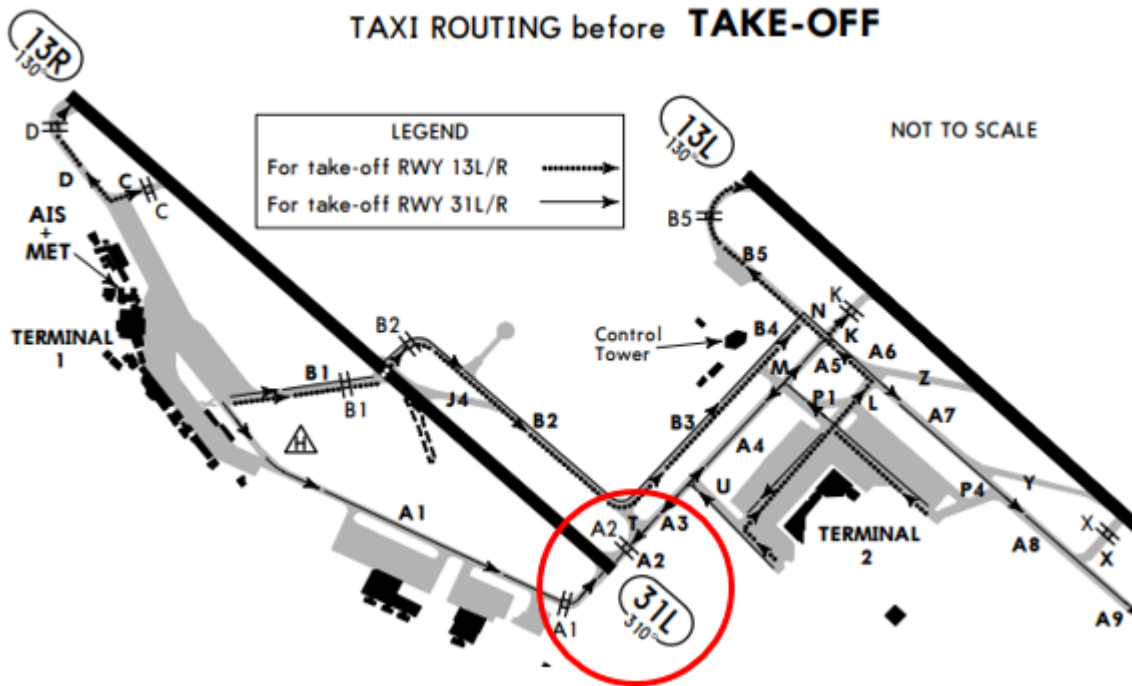 TAXI ROUTING before TAKE-OFF
13R
130°
LEGEND
For take-off RWY 13L/R
For take-off RWY 31L/R
13L
130°
NOT TO SCALE
D
D
C
C
AIS
+
MET
TERMINAL
1
B5
B5
B2
Control
Tower
B4
N
K
K
B1
B1
J4
B2
M
A5
A6
Z
P1
L
A7
B3
A4
H
A1
U
P4
Y
T
A3
A2
A2
TERMINAL
2
A8
X
X
31L
310°
A1
A9